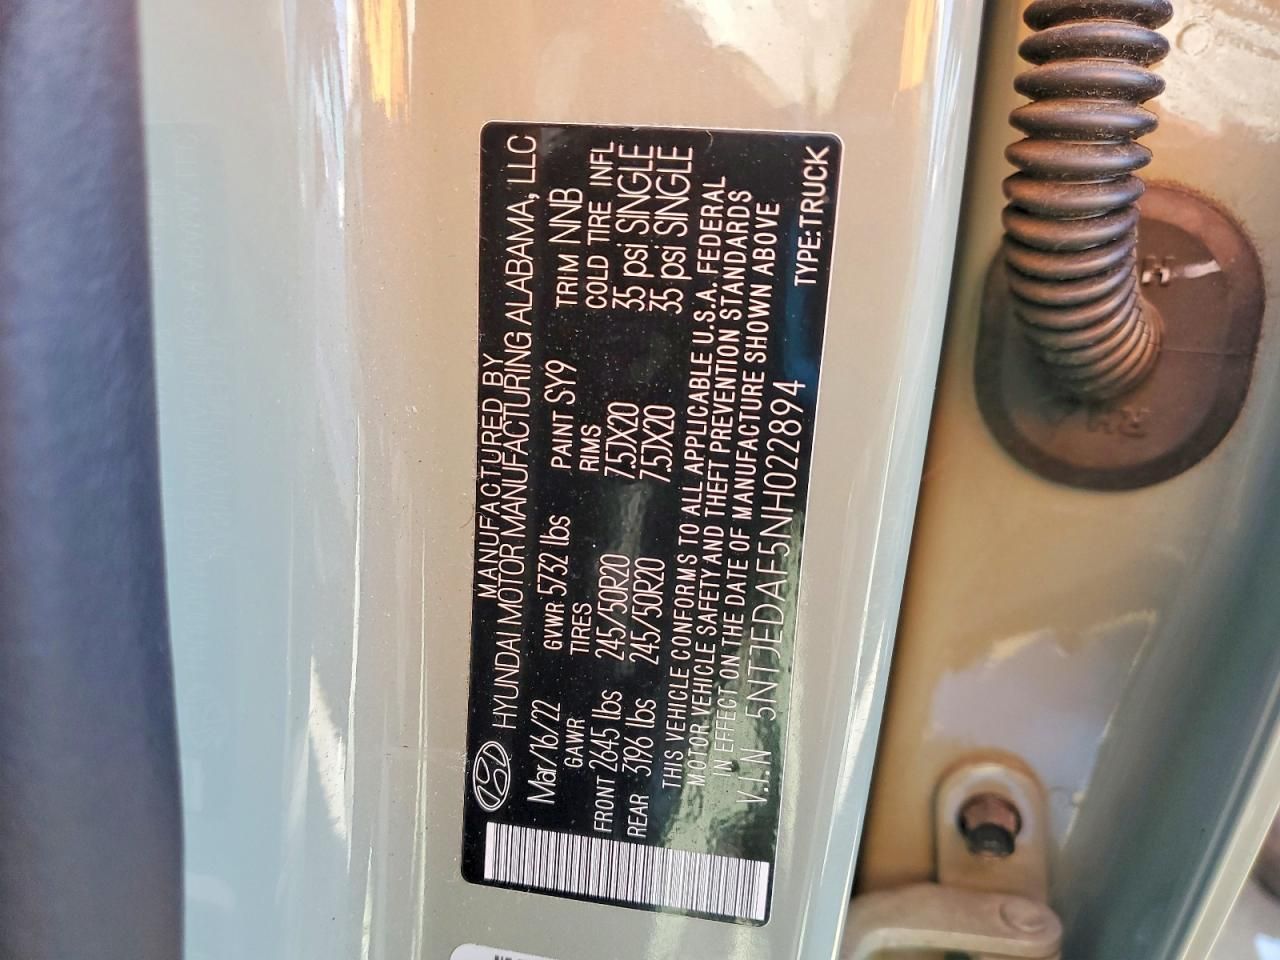 MANUFACTURED BY
HYUNDAI MOTOR MANUFACTURING ALABAMA, LLC
Mar/16/22 GVWR 5732 lbs PAINT SY9 TRIM NNB
GAWR TIRES RIMS COLD TIRE INFL
FRONT 2645 lbs 245/50R20 7.5JX20 35 psi SINGLE
REAR 3196 lbs 245/50R20 7.5JX20 35 psi SINGLE
THIS VEHICLE CONFORMS TO ALL APPLICABLE U.S.A. FEDERAL
MOTOR VEHICLE SAFETY AND THEFT PREVENTION STANDARDS
IN EFFECT ON THE DATE OF MANUFACTURE SHOWN ABOVE
V.I.N 5NTJEDAF5NH022894 TYPE:TRUCK
RH